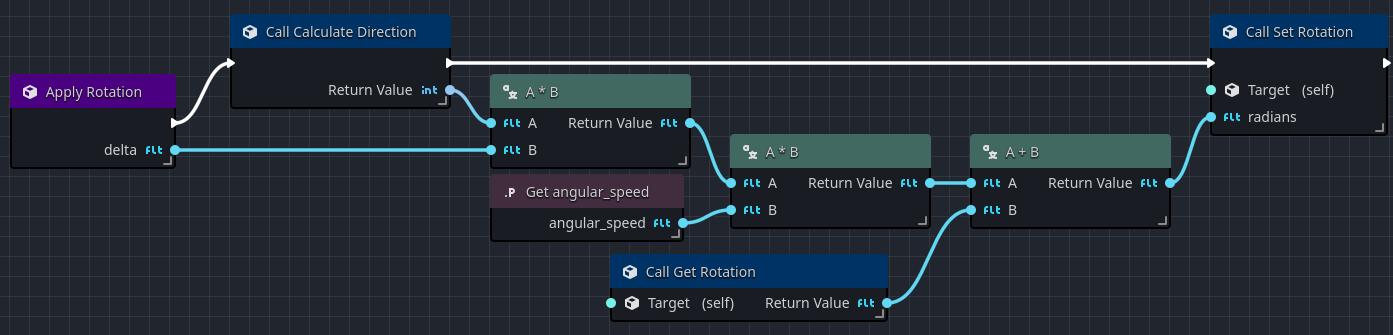 Apply Rotation
delta Flt
Call Calculate Direction
Return Value int
A * B
Flt A Return Value Flt
Flt B
.P Get angular_speed
angular_speed Flt
Call Get Rotation
Target (self) Return Value Flt
A * B
Flt A Return Value Flt
Flt B
A + B
Flt A Return Value Flt
Flt B
Call Set Rotation
Target (self)
Flt radians